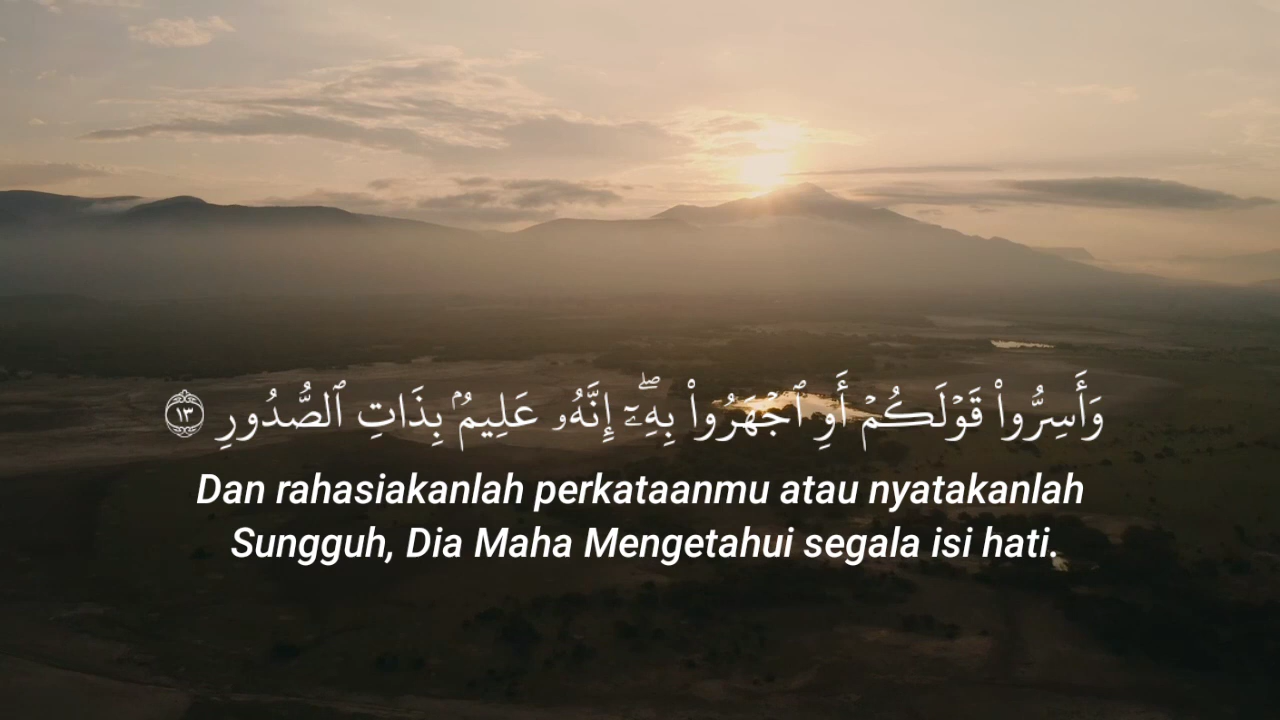 وَأَسِرُّوا۟ قَوْلَكُمْ أَوِ ٱجْهَرُوا۟ بِهِۦٓ ۖ إِنَّهُۥ عَلِيمٌۢ بِذَاتِ ٱلصُّدُورِ ١٣
Dan rahasiakanlah perkataanmu atau nyatakanlah
Sungguh, Dia Maha Mengetahui segala isi hati.